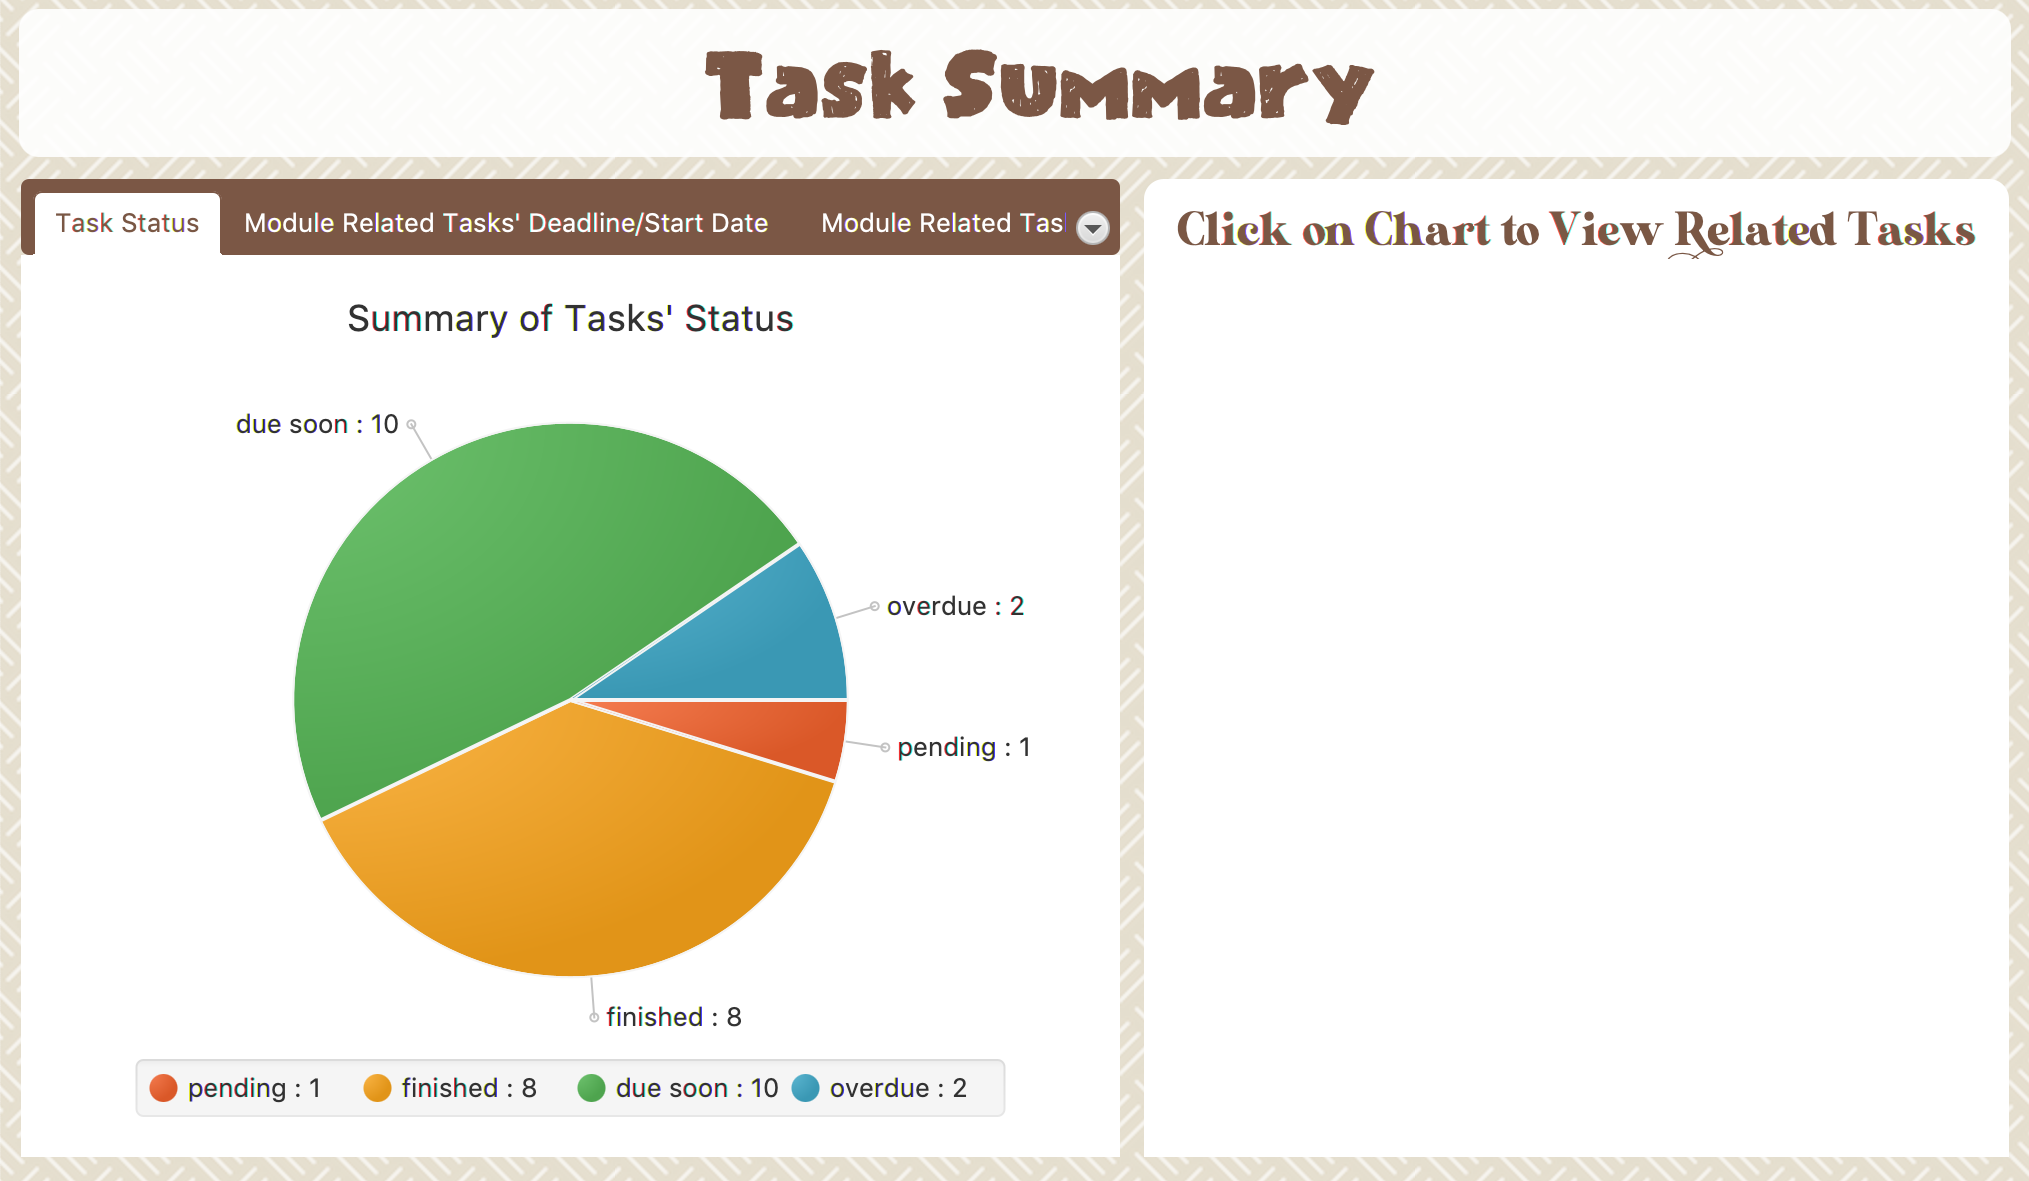 Task Summary
Task Status
Module Related Tasks' Deadline/Start Date
Module Related Tas
Click on Chart to View Related Tasks
Summary of Tasks' Status
due soon : 10
overdue : 2
pending : 1
finished : 8
pending : 1
finished : 8
due soon : 10
overdue : 2